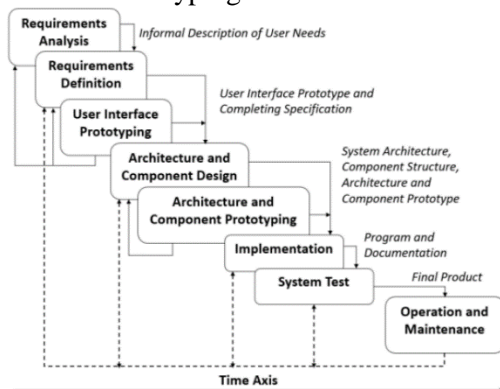 Requirements
Analysis
Informal Description of User Needs
Requirements
Definition
User Interface Prototype and
Completing Specification
User Interface
Prototyping
Architecture and
Component Design
System Architecture,
Component Structure,
Architecture and
Component Prototype
Architecture and
Component Prototyping
Implementation
Program and
Documentation
System Test
Final Product
Operation and
Maintenance
Time Axis